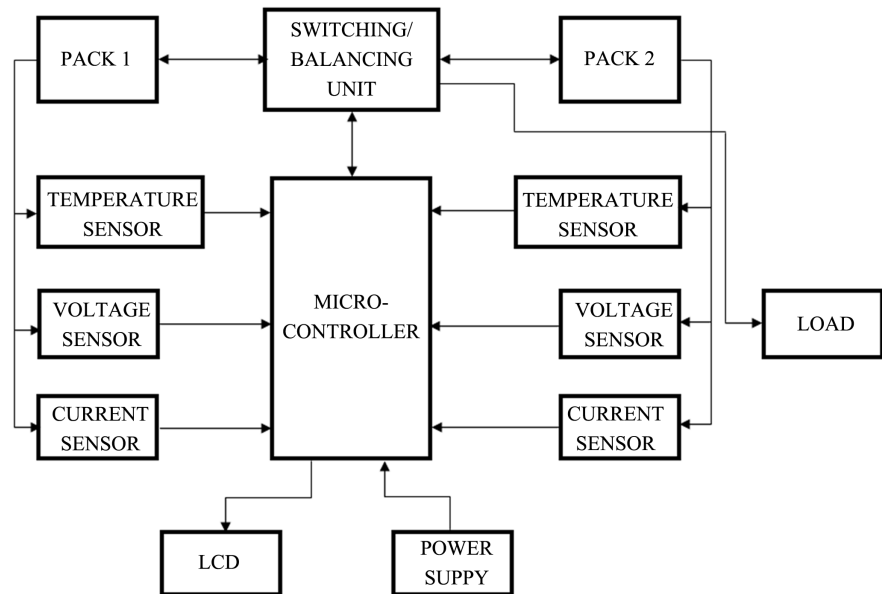 PACK 1
SWITCHING/
BALANCING
UNIT
PACK 2
TEMPERATURE
SENSOR
TEMPERATURE
SENSOR
VOLTAGE
SENSOR
MICRO-
CONTROLLER
VOLTAGE
SENSOR
LOAD
CURRENT
SENSOR
CURRENT
SENSOR
LCD
POWER
SUPPY